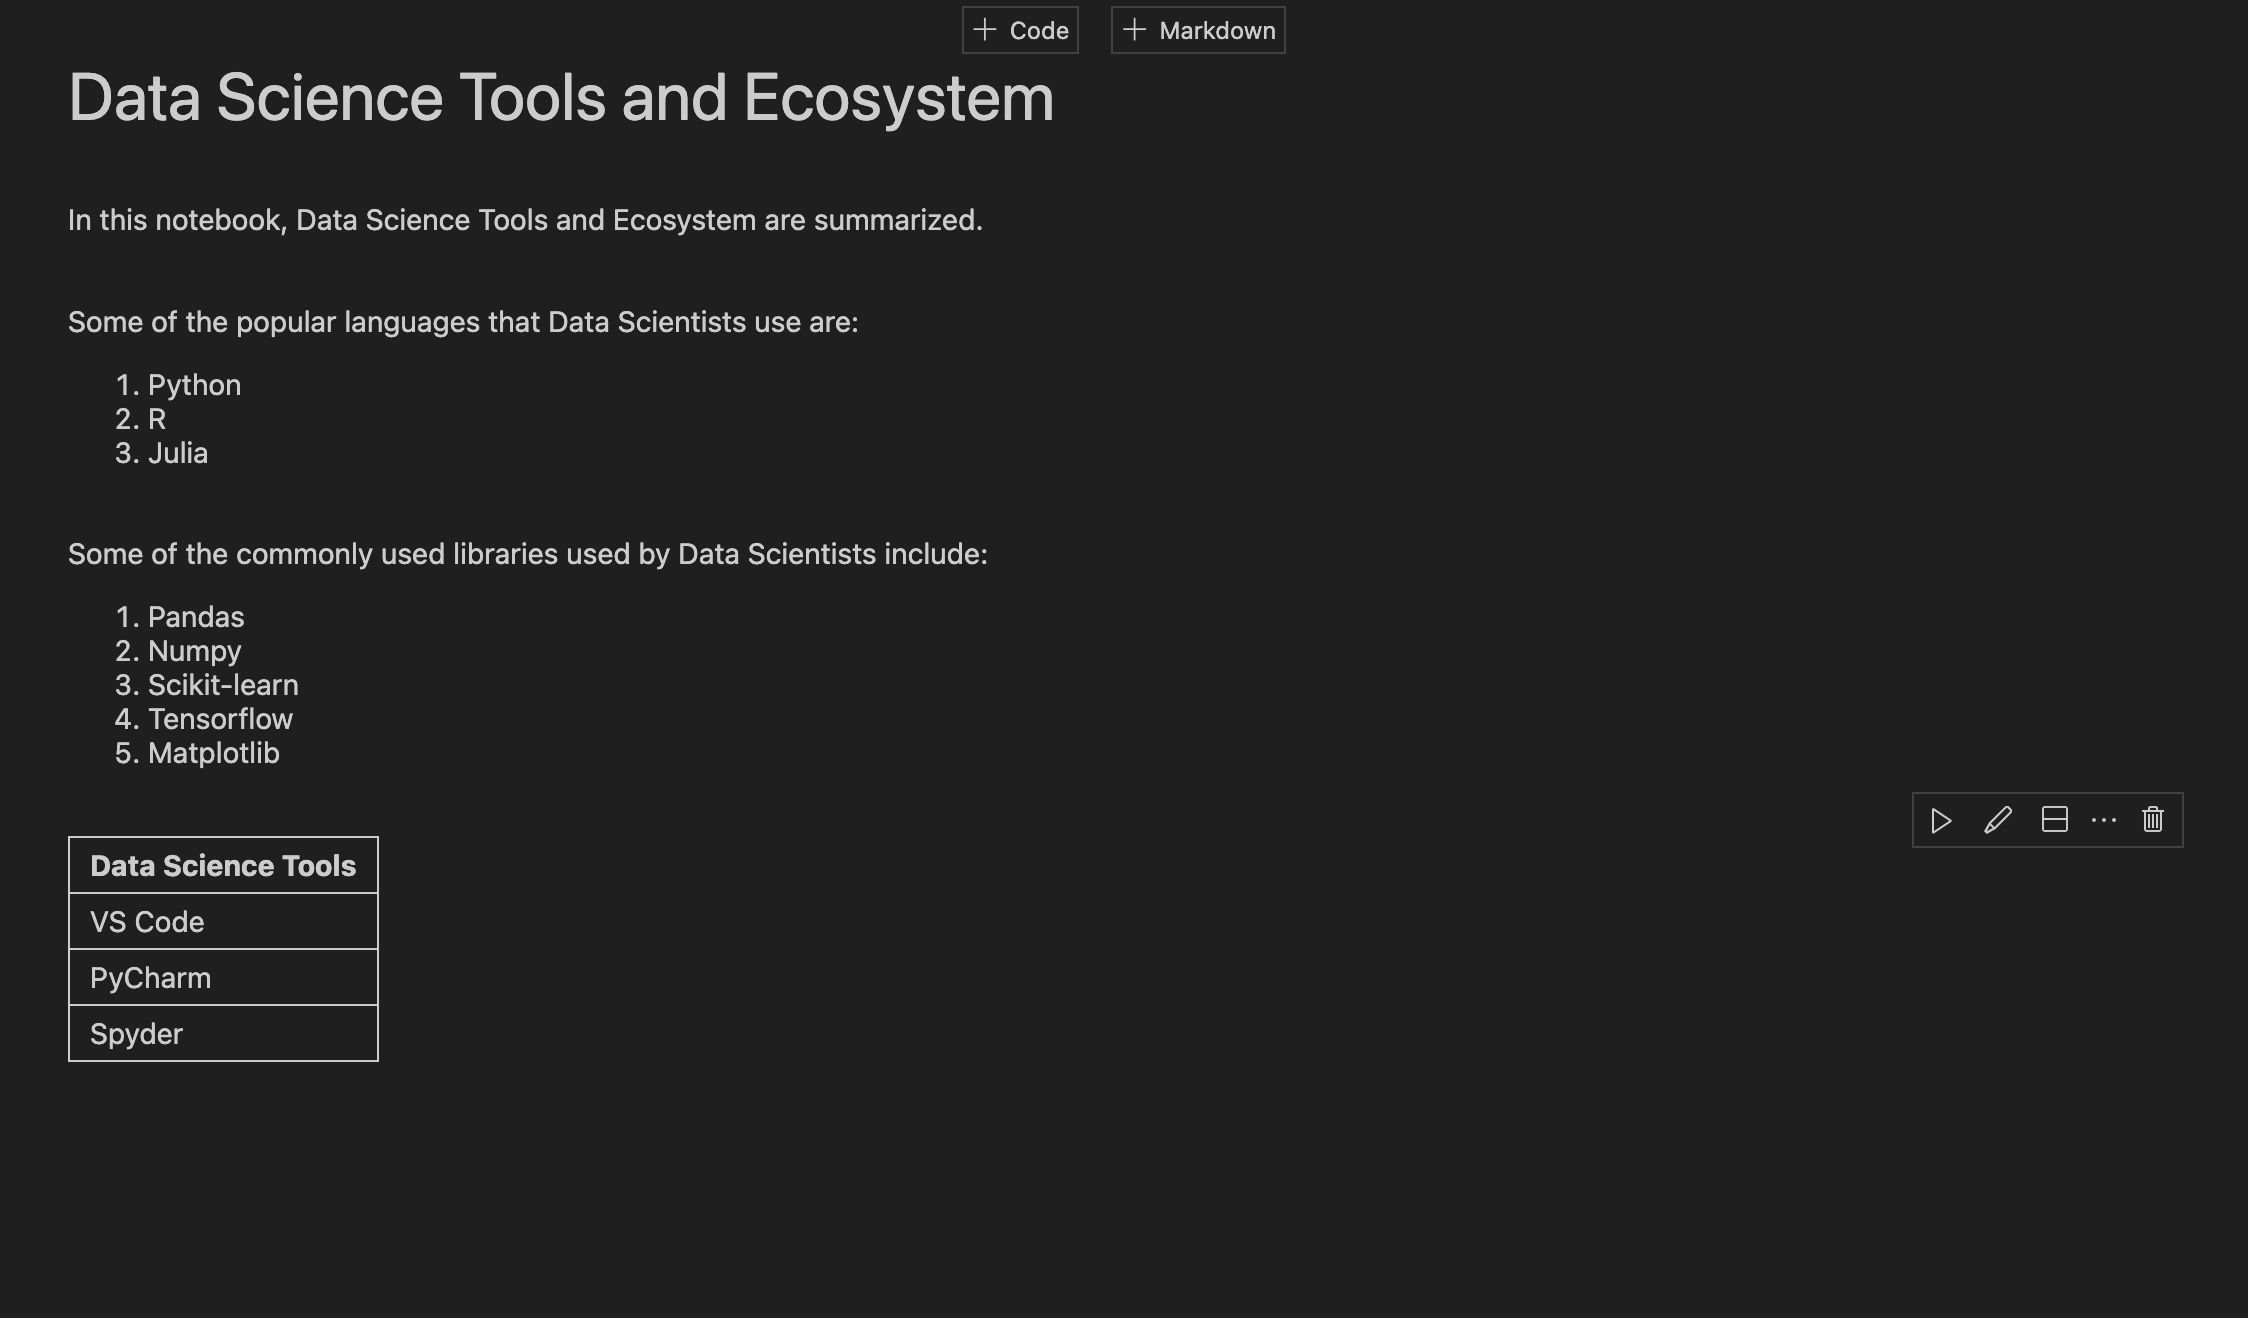 Code Markdown
Data Science Tools and Ecosystem
In this notebook, Data Science Tools and Ecosystem are summarized.
Some of the popular languages that Data Scientists use are:
1. Python
2. R
3. Julia
Some of the commonly used libraries used by Data Scientists include:
1. Pandas
2. Numpy
3. Scikit-learn
4. Tensorflow
5. Matplotlib
Data Science Tools
VS Code
PyCharm
Spyder